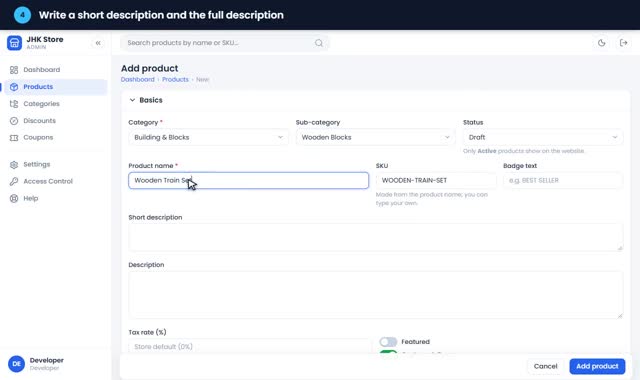 4 Write a short description and the full description
JHK Store
ADMIN
Search products by name or SKU...
Dashboard
Products
Categories
Discounts
Coupons
Settings
Access Control
Help
DE Developer
Developer
Add product
Dashboard › Products › New
Basics
Category * Sub-category Status
Building & Blocks Wooden Blocks Draft
Only Active products show on the website.
Product name * SKU Badge text
Wooden Train Set WOODEN-TRAIN-SET e.g. BEST SELLER
Made from the product name; you can
type your own.
Short description
Description
Tax rate (%)
Store default (0%) Featured
Cancel Add product